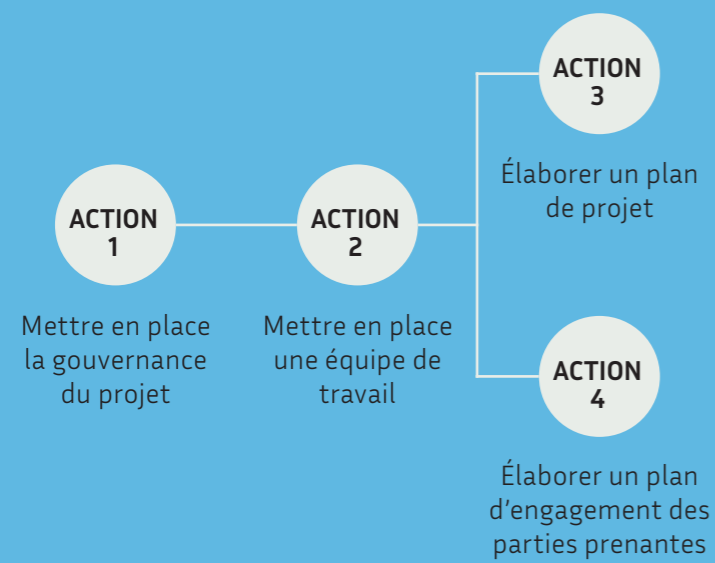 ACTION
1
Mettre en place
la gouvernance
du projet
ACTION
2
Mettre en place
une équipe de
travail
ACTION
3
Élaborer un plan
de projet
ACTION
4
Élaborer un plan
d’engagement des
parties prenantes